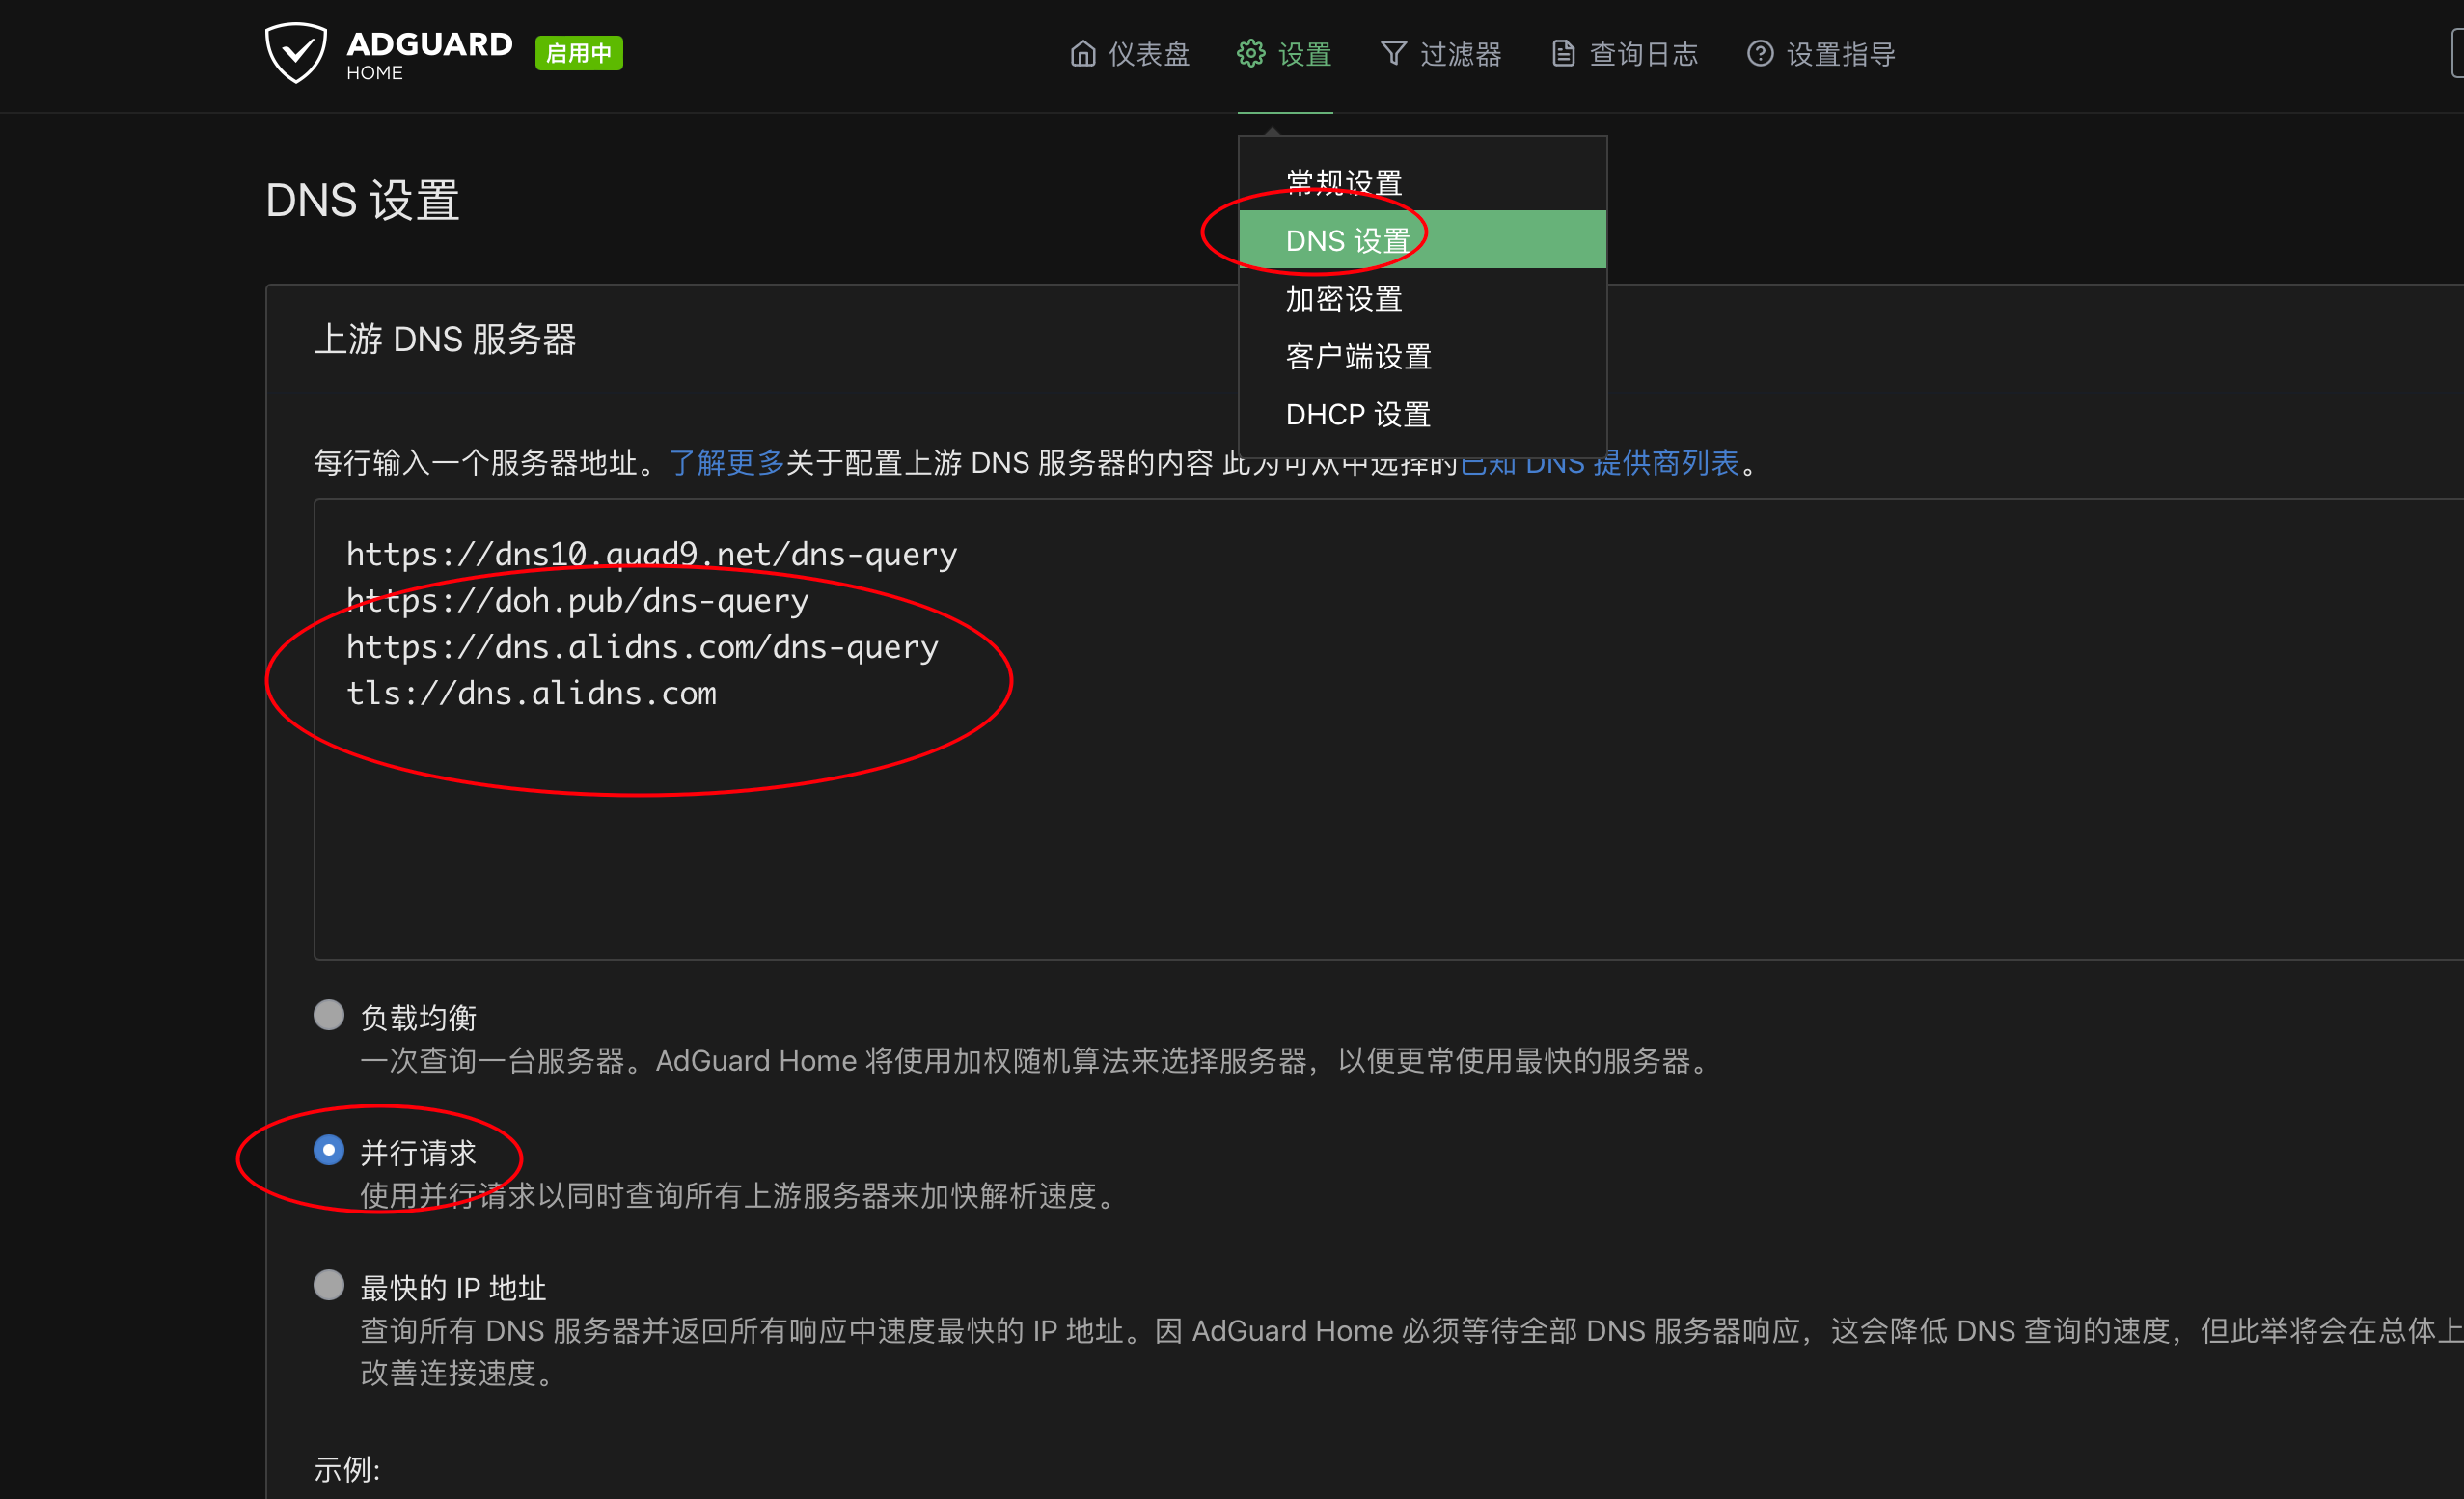 ADGUARD
HOME
启用中
仪表盘
设置
过滤器
查询日志
设置指导
常规设置
DNS 设置
加密设置
客户端设置
DHCP 设置
DNS 设置
上游 DNS 服务器
每行输入一个服务器地址。了解更多关于配置上游 DNS 服务器的内容 此为可从中选择的已知 DNS 提供商列表。
https://dns10.quad9.net/dns-query
https://doh.pub/dns-query
https://dns.alidns.com/dns-query
tls://dns.alidns.com
负载均衡
一次查询一台服务器。AdGuard Home 将使用加权随机算法来选择服务器，以便更常使用最快的服务器。
并行请求
使用并行请求以同时查询所有上游服务器来加快解析速度。
最快的 IP 地址
查询所有 DNS 服务器并返回所有响应中速度最快的 IP 地址。因 AdGuard Home 必须等待全部 DNS 服务器响应，这会降低 DNS 查询的速度，但此举将会在总体上
改善连接速度。
示例: